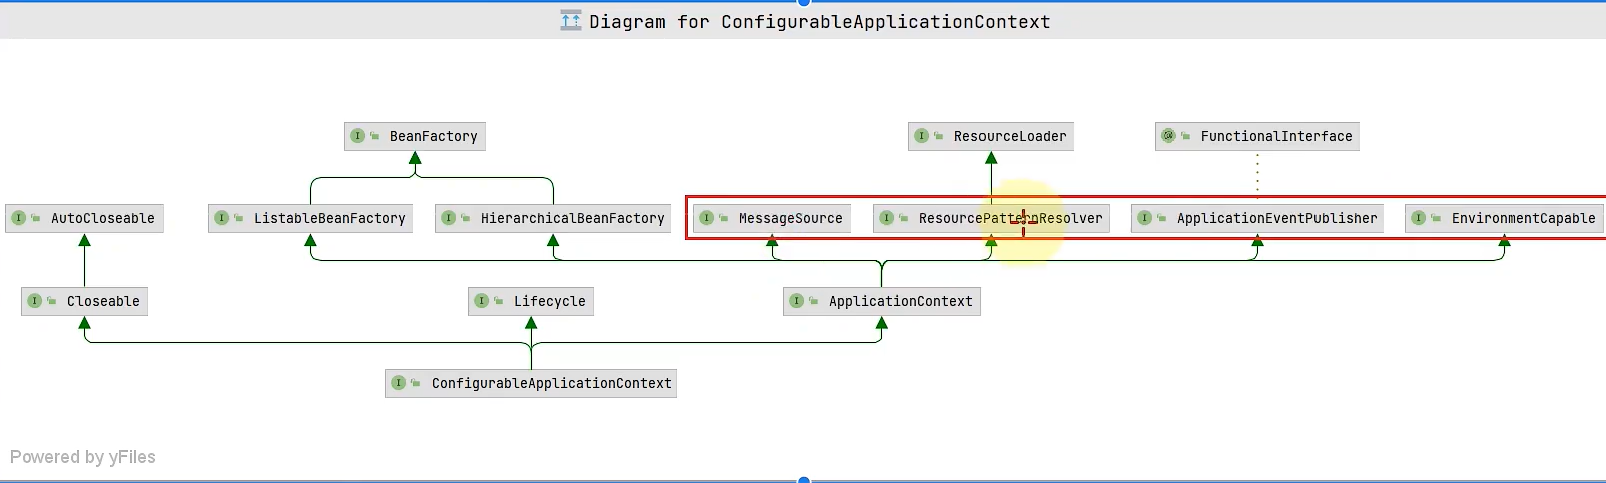 Diagram for ConfigurableApplicationContext
BeanFactory
ResourceLoader
FunctionalInterface
AutoCloseable
ListableBeanFactory
HierarchicalBeanFactory
MessageSource
ResourcePatternResolver
ApplicationEventPublisher
EnvironmentCapable
Closeable
Lifecycle
ApplicationContext
ConfigurableApplicationContext
Powered by yFiles